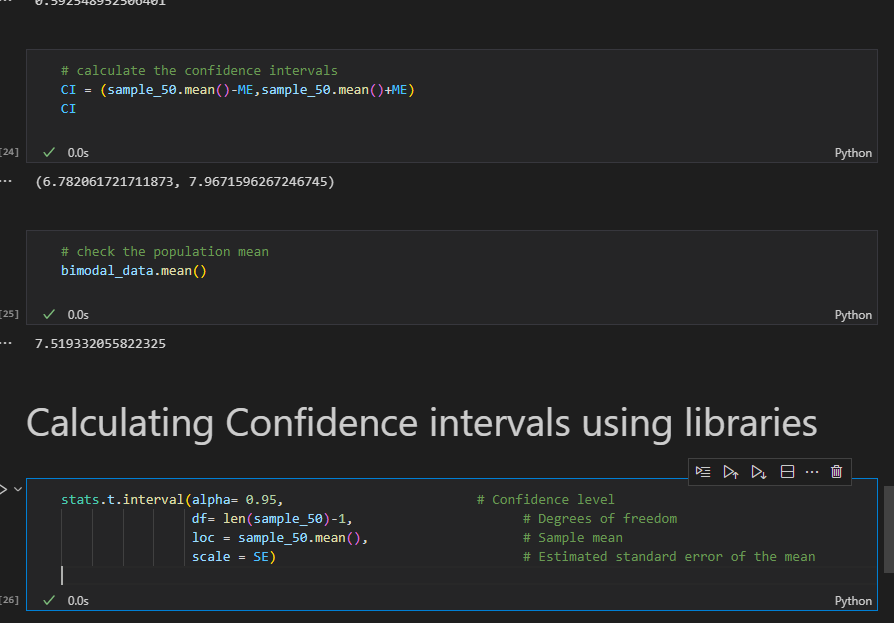 0.592548952506401
# calculate the confidence intervals
CI = (sample_50.mean()-ME,sample_50.mean()+ME)
CI
[24]
0.0s
Python
(6.782061721711873, 7.9671596267246745)
# check the population mean
bimodal_data.mean()
[25]
0.0s
Python
7.519332055822325
Calculating Confidence intervals using libraries
stats.t.interval(alpha= 0.95, # Confidence level
df= len(sample_50)-1, # Degrees of freedom
loc = sample_50.mean(), # Sample mean
scale = SE) # Estimated standard error of the mean
[26]
0.0s
Python